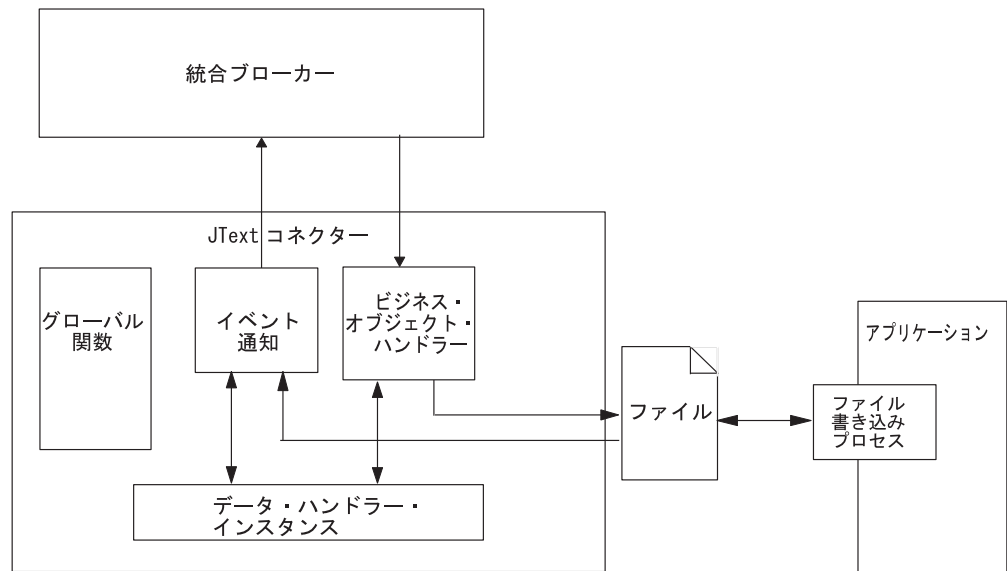 統合ブローカー
JText コネクター
グローバル
関数
イベント
通知
ビジネス・
オブジェクト・
ハンドラー
データ・ハンドラー・
インスタンス
ファイル
アプリケーション
ファイル
書き込み
プロセス